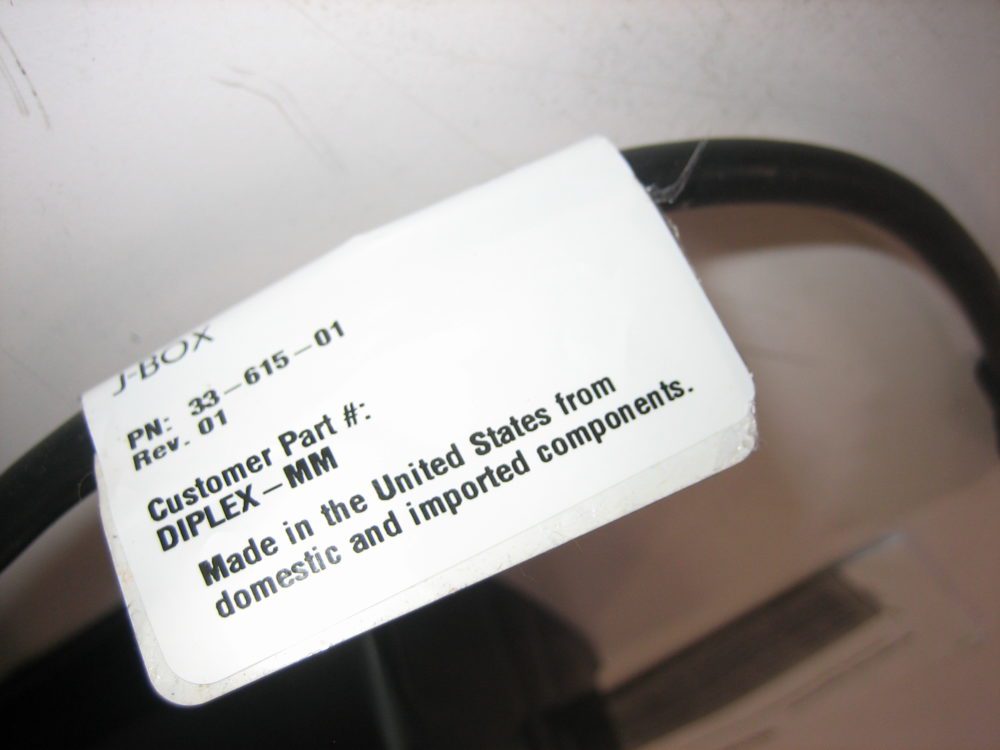 J-BOX
PN: 33-615-01
Rev. 01
Customer Part #:
DIPLEX-MM
Made in the United States from
domestic and imported components.